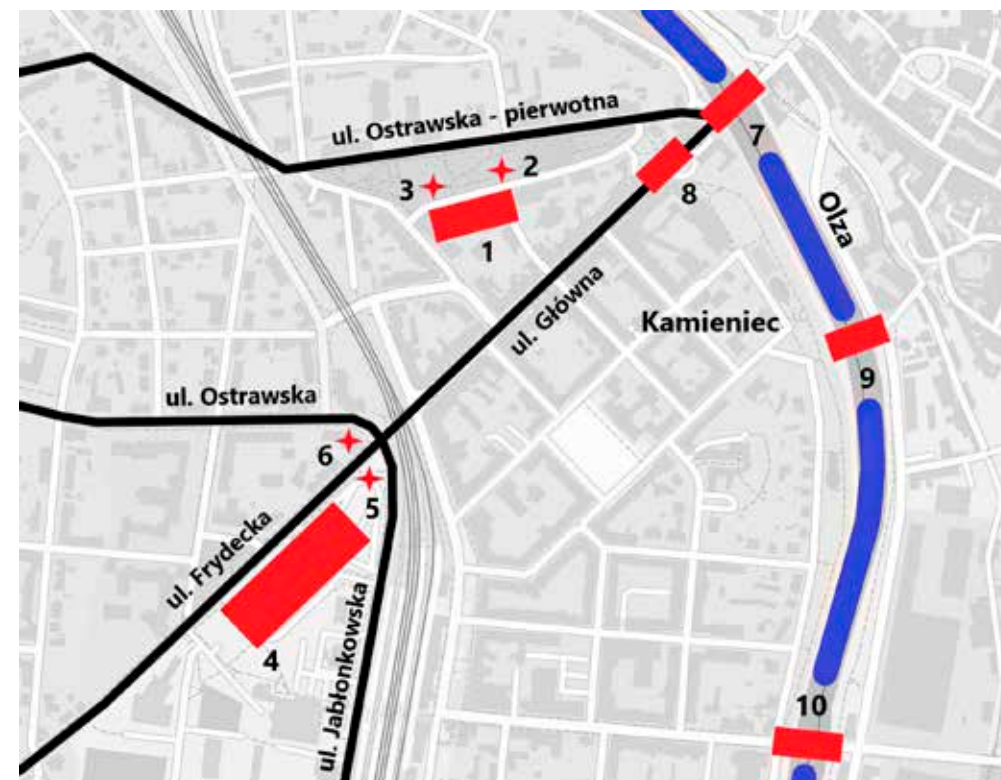 ul. Ostrawska - pierwotna
7
3
2
8
1
Olza
ul. Główna
Kamieniec
9
ul. Ostrawska
6
5
ul. Frydecka
4
ul. Jabłonkowska
10